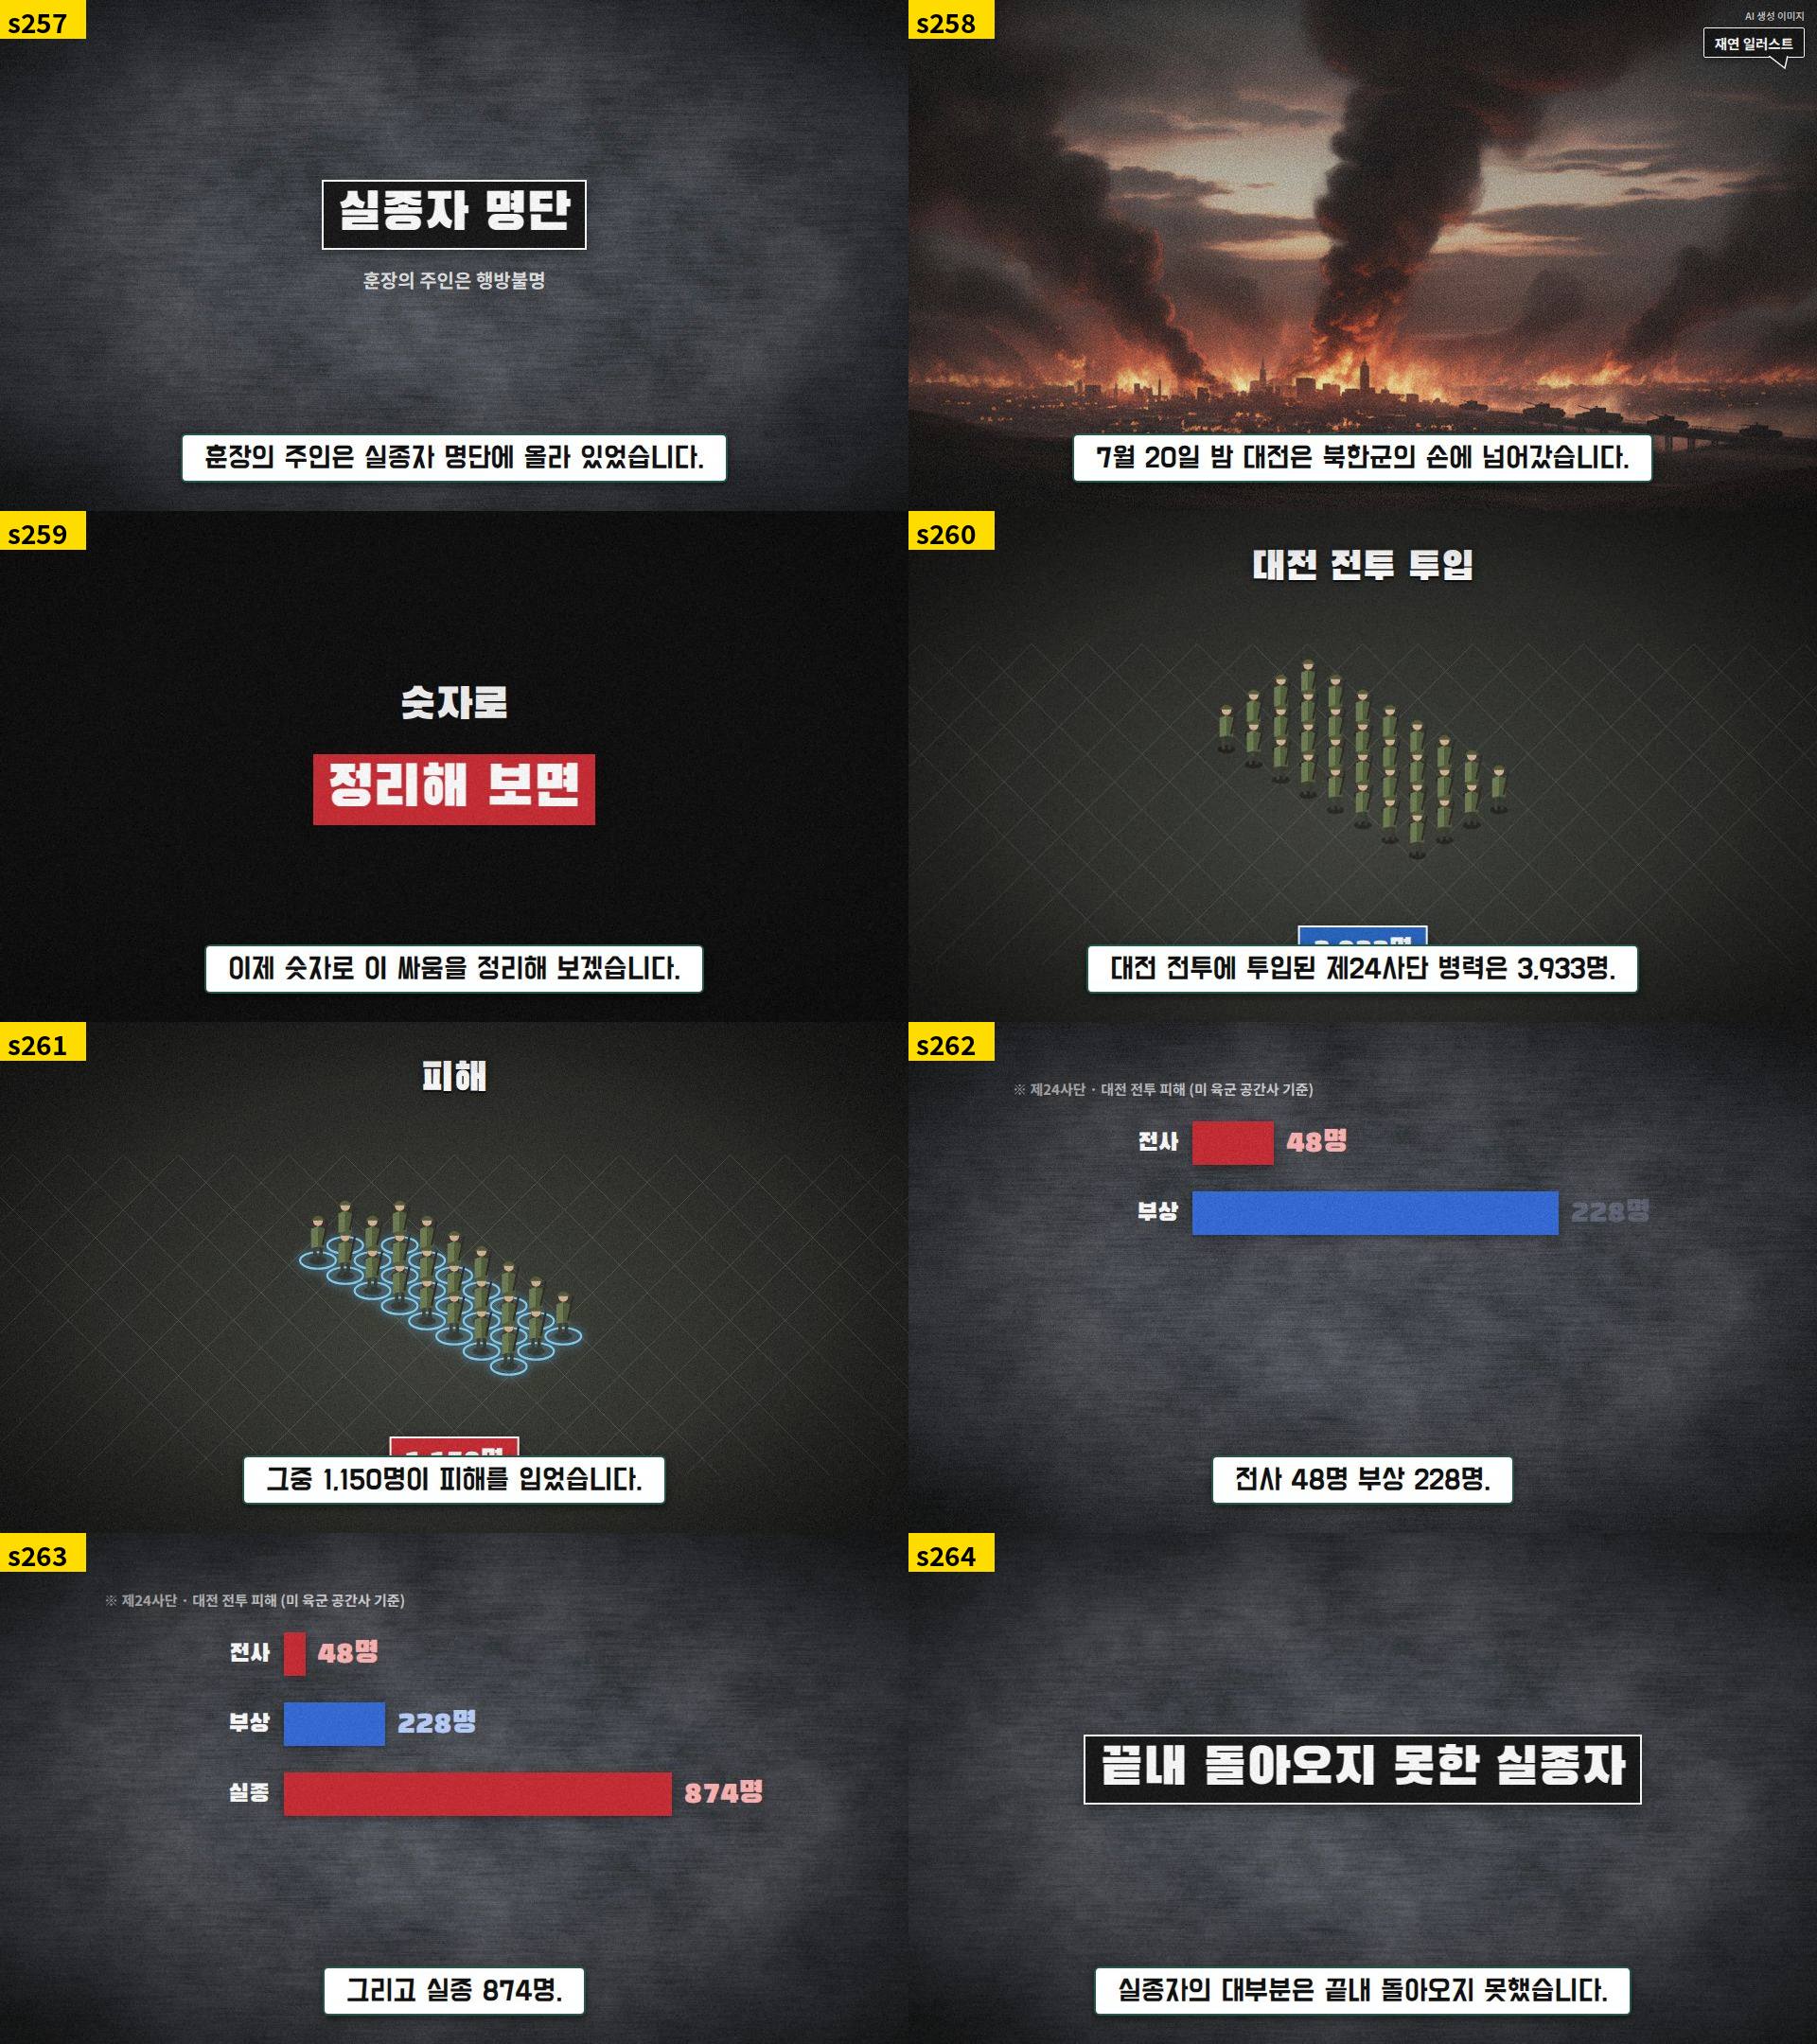 s257
실종자 명단
훈장의 주인은 행방불명
훈장의 주인은 실종자 명단에 올라 있었습니다.
s258
AI 생성 이미지
재연 일러스트
7월 20일 밤 대전은 북한군의 손에 넘어갔습니다.
s259
숫자로
정리해 보면
이제 숫자로 이 싸움을 정리해 보겠습니다.
s260
대전 전투 투입
대전 전투에 투입된 제24사단 병력은 3,933명.
s261
피해
그중 1,150명이 피해를 입었습니다.
s262
※ 제24사단 · 대전 전투 피해 (미 육군 공간사 기준)
전사 48명
부상 228명
전사 48명 부상 228명.
s263
※ 제24사단 · 대전 전투 피해 (미 육군 공간사 기준)
전사 48명
부상 228명
실종 874명
그리고 실종 874명.
s264
끝내 돌아오지 못한 실종자
실종자의 대부분은 끝내 돌아오지 못했습니다.